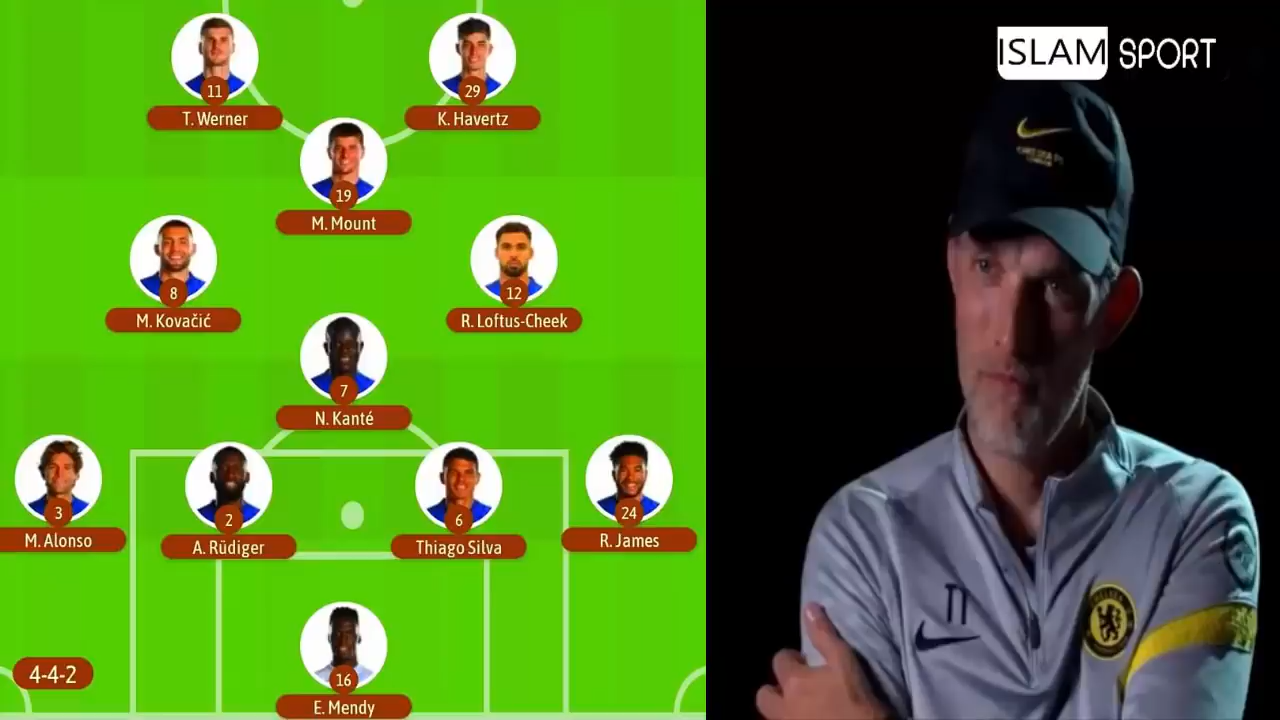 ISLAM SPORT
11
T. Werner
29
K. Havertz
19
M. Mount
8
M. Kovačić
12
R. Loftus-Cheek
7
N. Kanté
3
M. Alonso
2
A. Rüdiger
6
Thiago Silva
24
R. James
4-4-2
16
E. Mendy